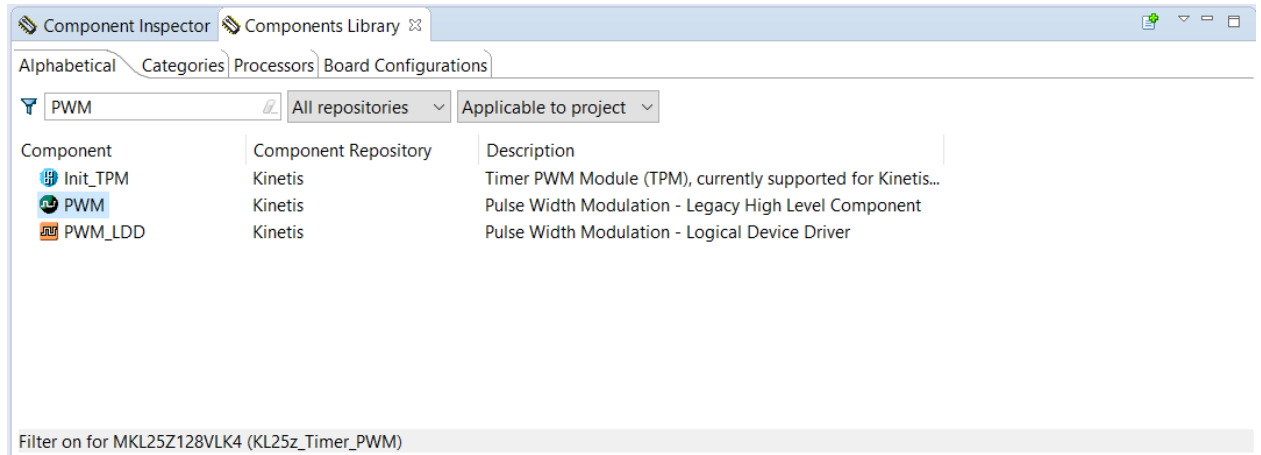 Component Inspector Components Library
Alphabetical Categories Processors Board Configurations
PWM All repositories Applicable to project
Component Component Repository Description
Init_TPM Kinetis Timer PWM Module (TPM), currently supported for Kinetis...
PWM Kinetis Pulse Width Modulation - Legacy High Level Component
PWM_LDD Kinetis Pulse Width Modulation - Logical Device Driver
Filter on for MKL25Z128VLK4 (KL25z_Timer_PWM)